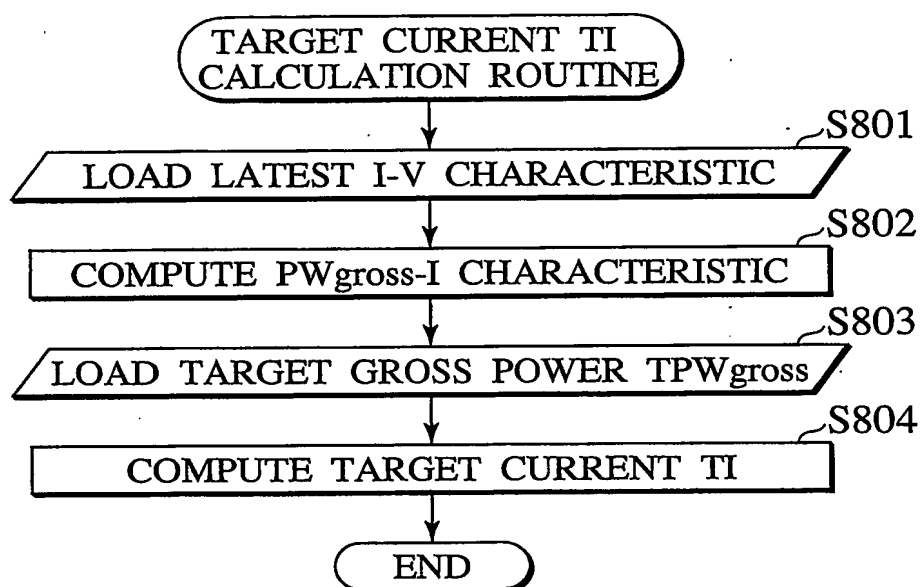 TARGET CURRENT TI
CALCULATION ROUTINE
S801
LOAD LATEST I-V CHARACTERISTIC
S802
COMPUTE PWgross-I CHARACTERISTIC
S803
LOAD TARGET GROSS POWER TPWgross
S804
COMPUTE TARGET CURRENT TI
END